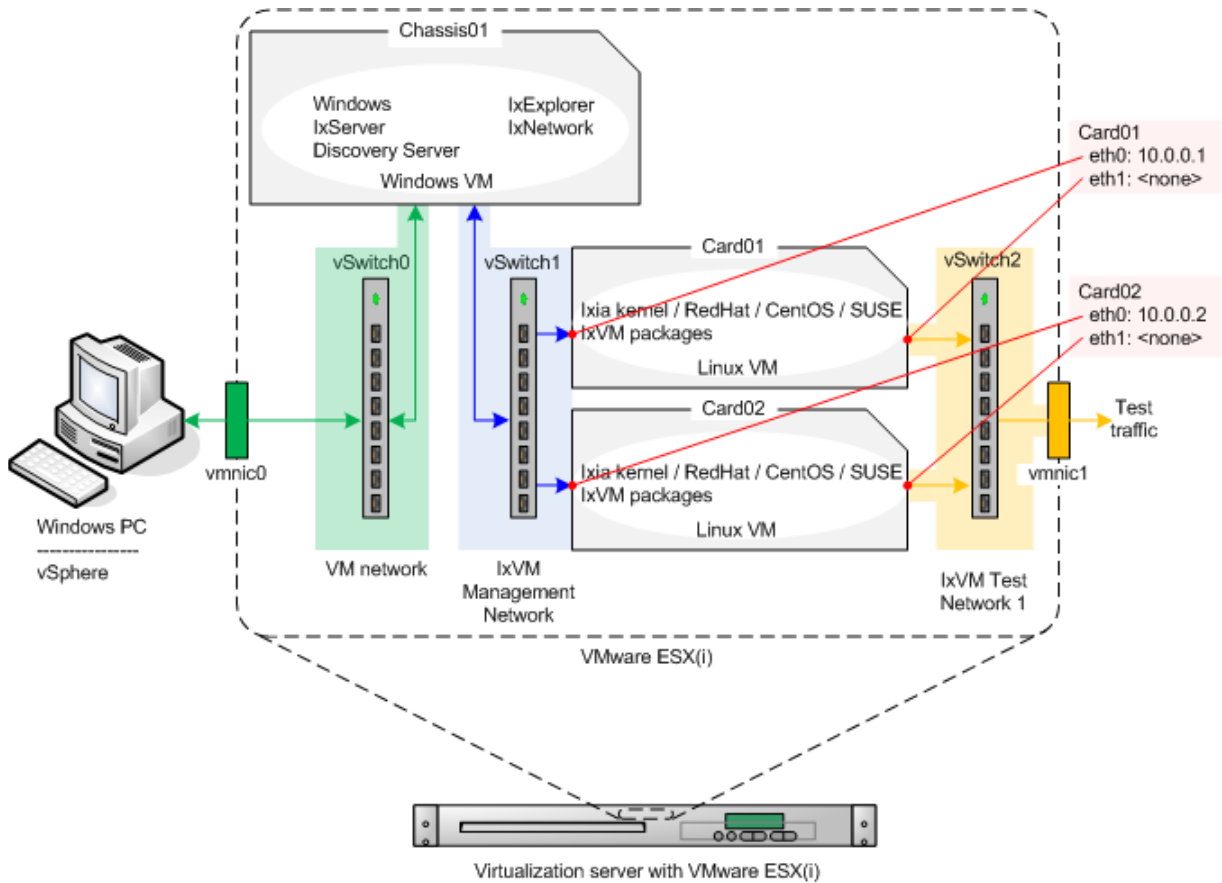 Chassis01
Windows
IxServer
Discovery Server
IxExplorer
IxNetwork
Windows VM
Card01
eth0: 10.0.0.1
eth1: <none>
vSwitch0
vSwitch1
Card01
vSwitch2
Ixia kernel / RedHat / CentOS / SUSE
IxVM packages
Linux VM
Card02
eth0: 10.0.0.2
eth1: <none>
Card02
Ixia kernel / RedHat / CentOS / SUSE
IxVM packages
Linux VM
Test
traffic
vmnic0
vmnic1
Windows PC
----------------
vSphere
VM network
IxVM
Management
Network
IxVM Test
Network 1
VMware ESX(i)
Virtualization server with VMware ESX(i)